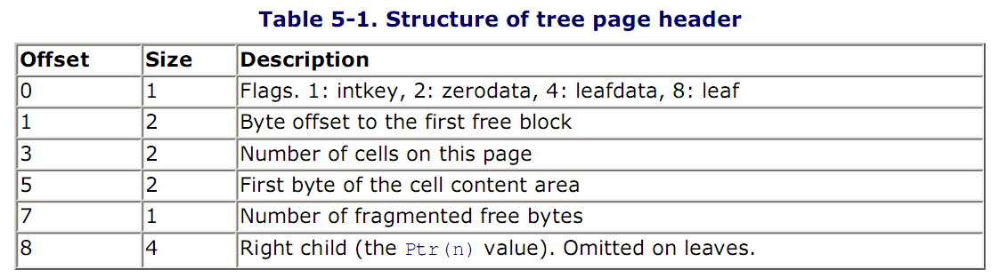 Table 5-1. Structure of tree page header
Offset Size Description
0 1 Flags. 1: intkey, 2: zerodata, 4: leafdata, 8: leaf
1 2 Byte offset to the first free block
3 2 Number of cells on this page
5 2 First byte of the cell content area
7 1 Number of fragmented free bytes
8 4 Right child (the Ptr(n) value). Omitted on leaves.